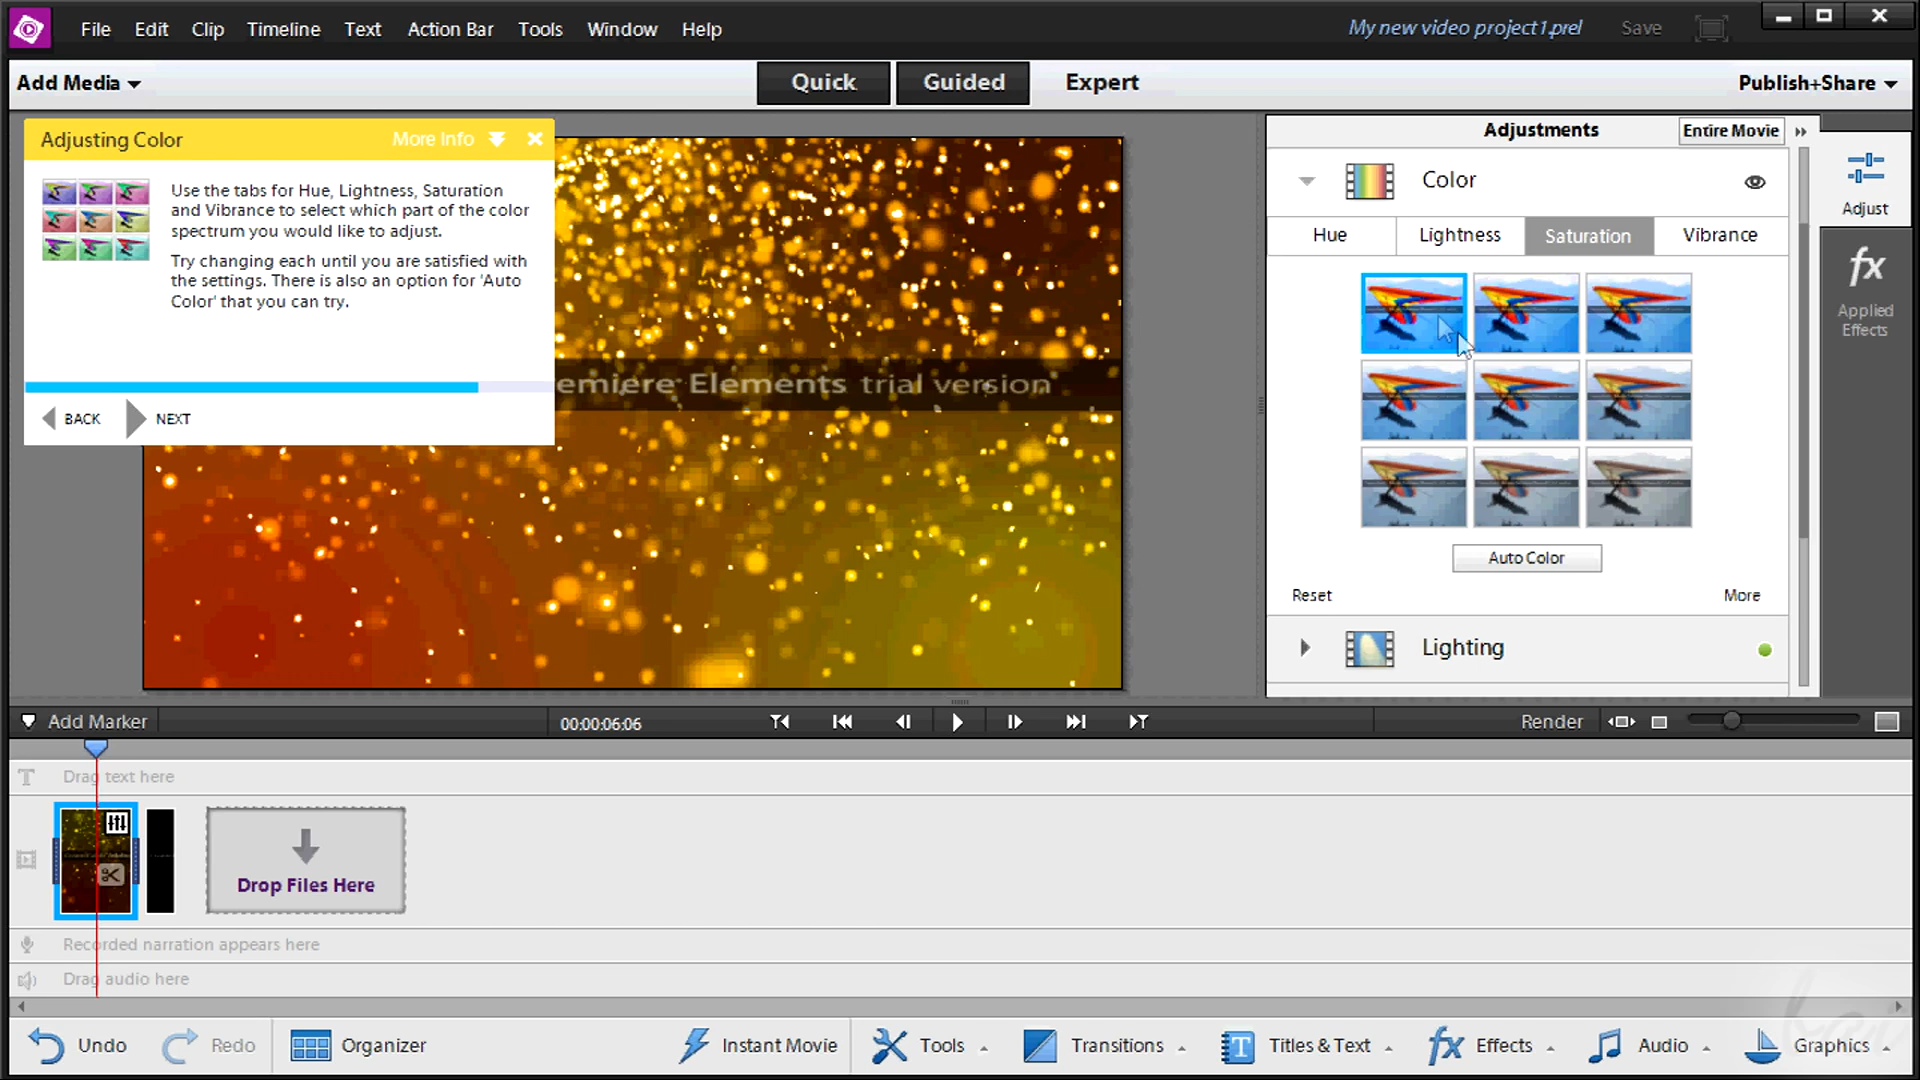 File Edit Clip Timeline Text Action Bar Tools Window Help
My new video project1.prel Save
Add Media
Quick Guided Expert
Publish+Share
Adjusting Color More Info
Use the tabs for Hue, Lightness, Saturation
and Vibrance to select which part of the color
spectrum you would like to adjust.
Try changing each until you are satisfied with
the settings. There is also an option for 'Auto
Color' that you can try.
BACK NEXT
emiere Elements trial version
Adjustments Entire Movie
Color
Hue Lightness Saturation Vibrance
Auto Color
Reset More
Lighting
Adjust
fx
Applied
Effects
Add Marker
00:00:06:06
Render
T Drag text here
Drop Files Here
Recorded narration appears here
Drag audio here
Undo Redo Organizer Instant Movie Tools Transitions T Titles & Text fx Effects Audio Graphics